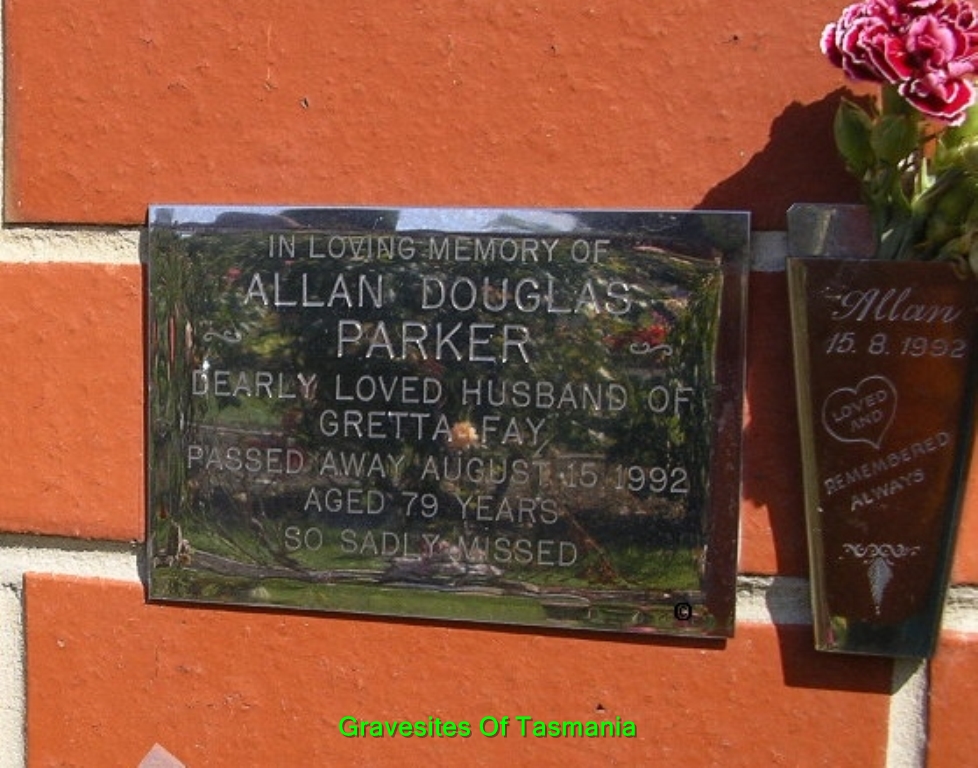 IN LOVING MEMORY OF
ALLAN DOUGLAS
PARKER
DEARLY LOVED HUSBAND OF
GRETTA FAY
PASSED AWAY AUGUST 15 1992
AGED 79 YEARS
SO SADLY MISSED
©
Allan
15. 8. 1992
LOVED
AND
REMEMBERED
ALWAYS
Gravesites Of Tasmania